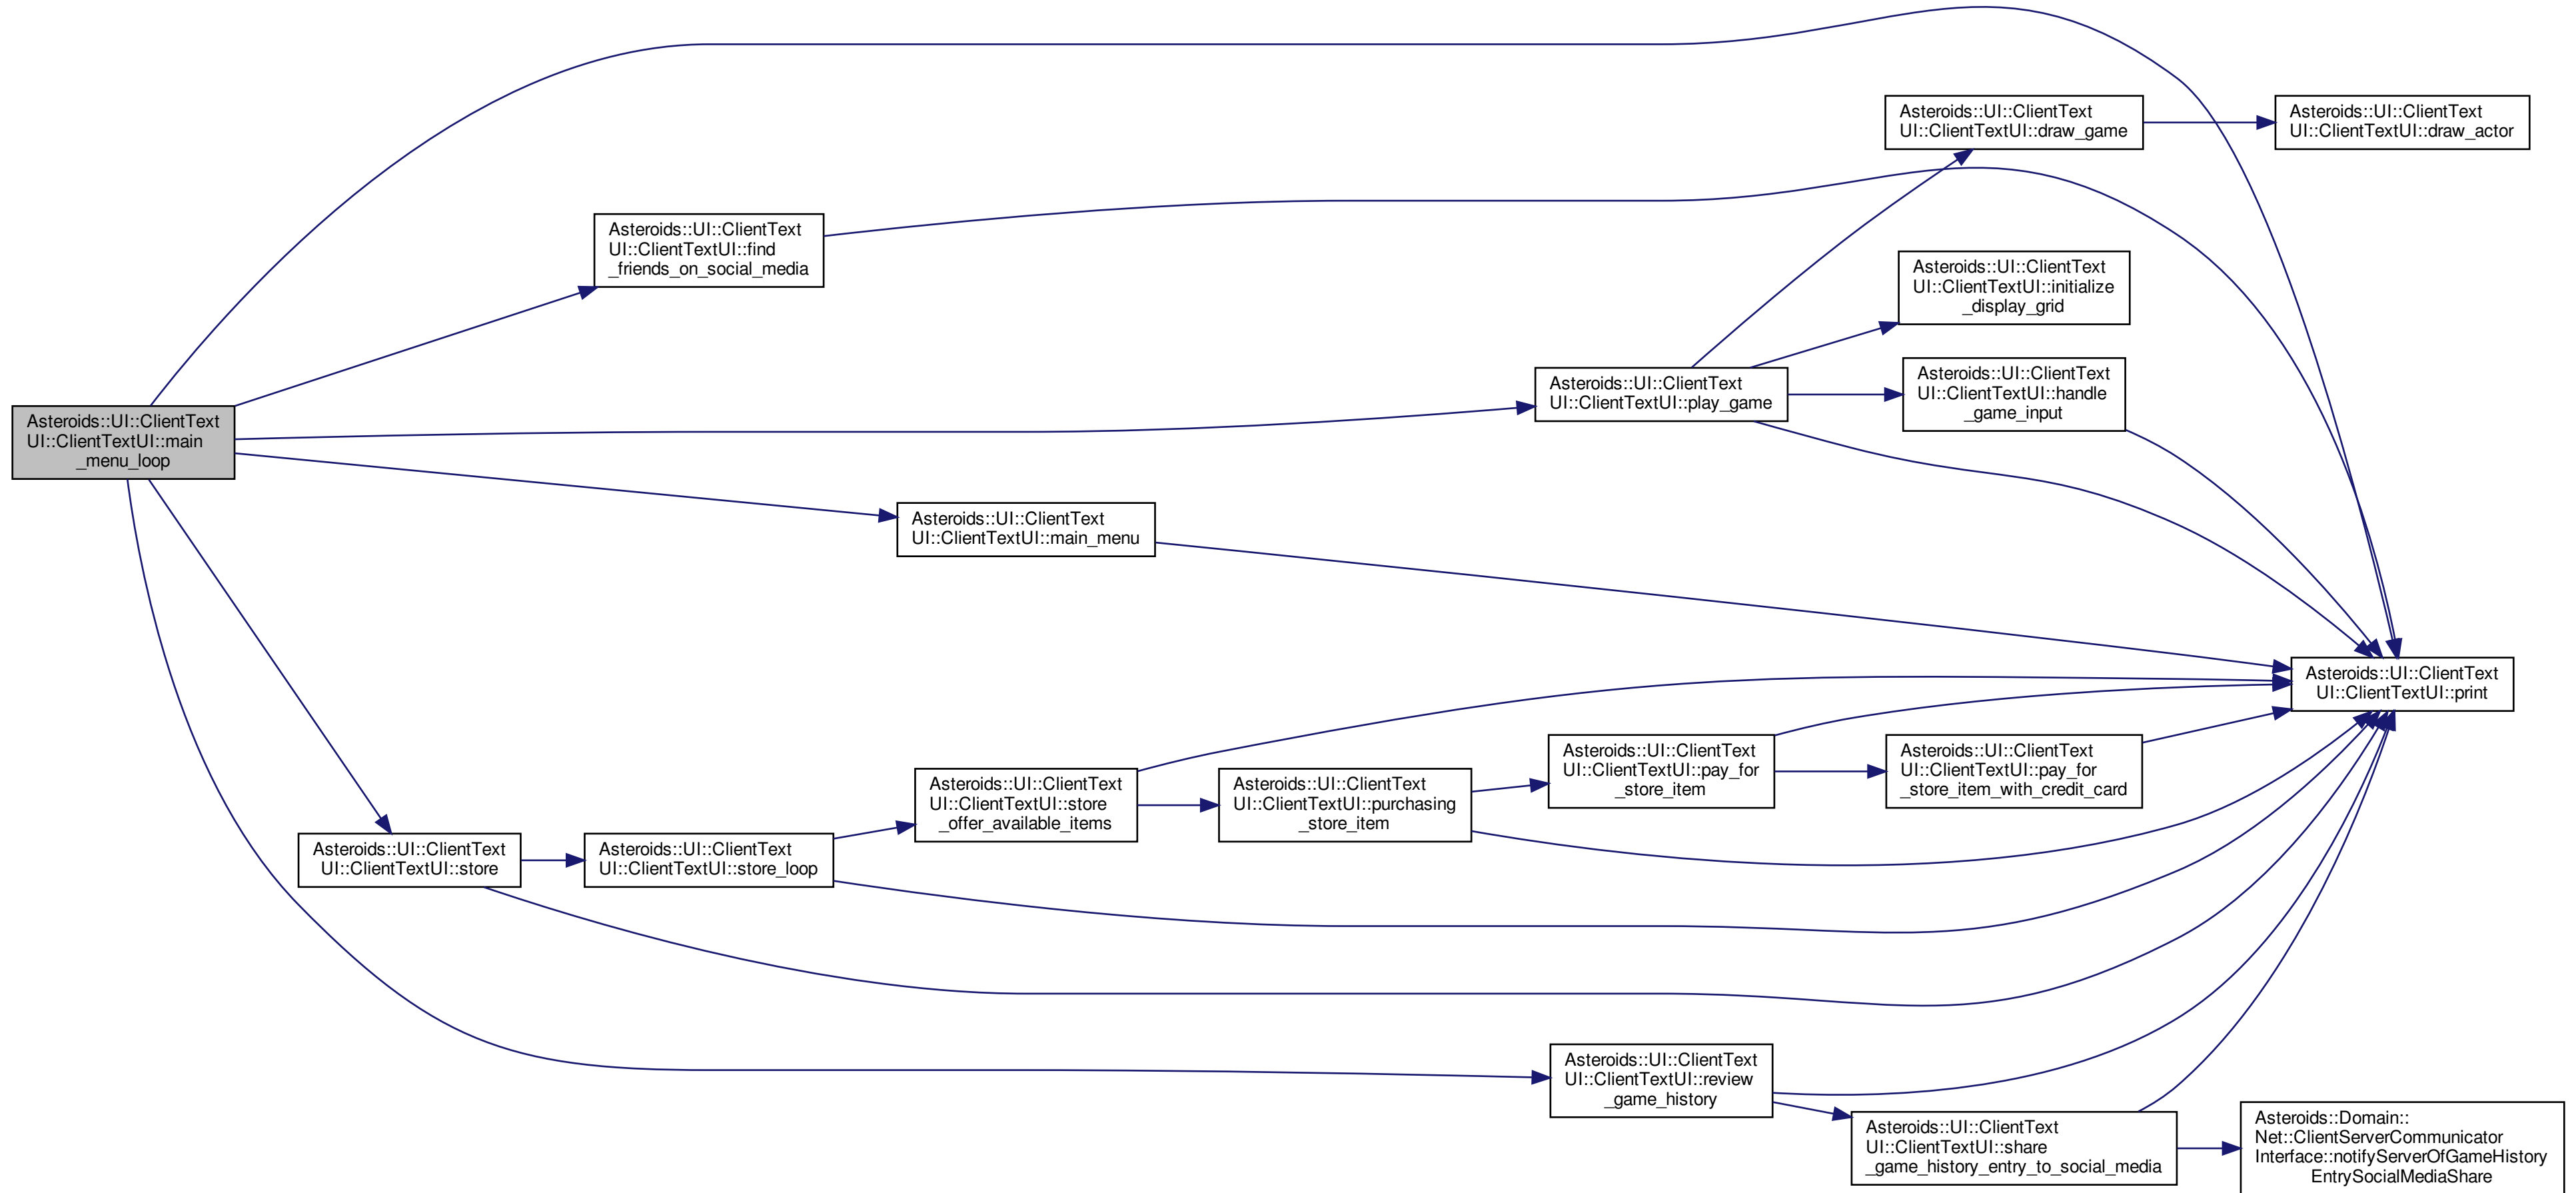 Asteroids::UI::ClientText
UI::ClientTextUI::main
_menu_loop
Asteroids::UI::ClientText
UI::ClientTextUI::find
_friends_on_social_media
Asteroids::UI::ClientText
UI::ClientTextUI::draw_game
Asteroids::UI::ClientText
UI::ClientTextUI::draw_actor
Asteroids::UI::ClientText
UI::ClientTextUI::initialize
_display_grid
Asteroids::UI::ClientText
UI::ClientTextUI::play_game
Asteroids::UI::ClientText
UI::ClientTextUI::handle
_game_input
Asteroids::UI::ClientText
UI::ClientTextUI::main_menu
Asteroids::UI::ClientText
UI::ClientTextUI::print
Asteroids::UI::ClientText
UI::ClientTextUI::store
Asteroids::UI::ClientText
UI::ClientTextUI::store_loop
Asteroids::UI::ClientText
UI::ClientTextUI::store
_offer_available_items
Asteroids::UI::ClientText
UI::ClientTextUI::purchasing
_store_item
Asteroids::UI::ClientText
UI::ClientTextUI::pay_for
_store_item
Asteroids::UI::ClientText
UI::ClientTextUI::pay_for
_store_item_with_credit_card
Asteroids::UI::ClientText
UI::ClientTextUI::review
_game_history
Asteroids::UI::ClientText
UI::ClientTextUI::share
_game_history_entry_to_social_media
Asteroids::Domain::
Net::ClientServerCommunicator
Interface::notifyServerOfGameHistory
EntrySocialMediaShare